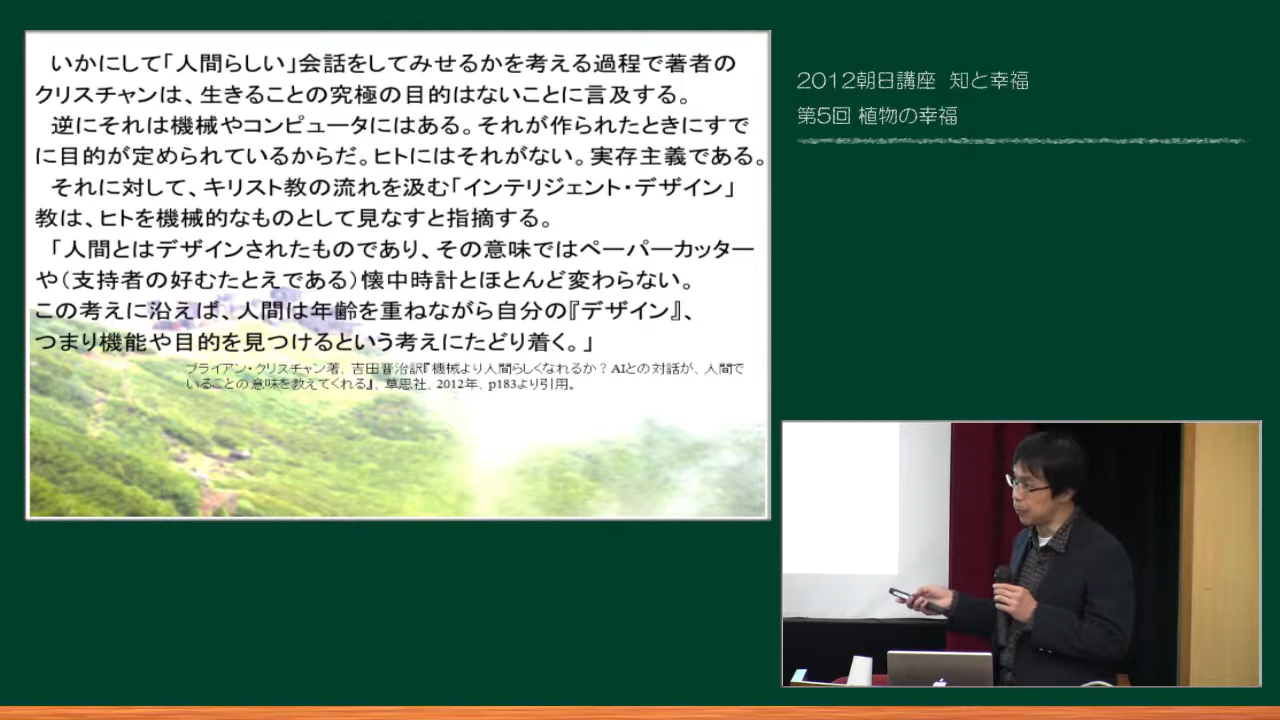 いかにして「人間らしい」会話をしてみせるかを考える過程で著者の
クリスチャンは、生きることの究極の目的はないことに言及する。
逆にそれは機械やコンピュータにはある。それが作られたときにすで
に目的が定められているからだ。ヒトにはそれがない。実存主義である。
それに対して、キリスト教の流れを汲む「インテリジェント・デザイン」
教は、ヒトを機械的なものとして見なすと指摘する。
「人間とはデザインされたものであり、その意味ではペーパーカッター
や（支持者の好むたとえである）懐中時計とほとんど変わらない。
この考えに沿えば、人間は年齢を重ねながら自分の『デザイン』、
つまり機能や目的を見つけるという考えにたどり着く。」
ブライアン・クリスチャン著、吉田晋治訳『機械より人間らしくなれるか？AIとの対話が、人間で
いることの意味を教えてくれる』、草思社、2012年、p183より引用。
2012朝日講座 知と幸福
第5回 植物の幸福